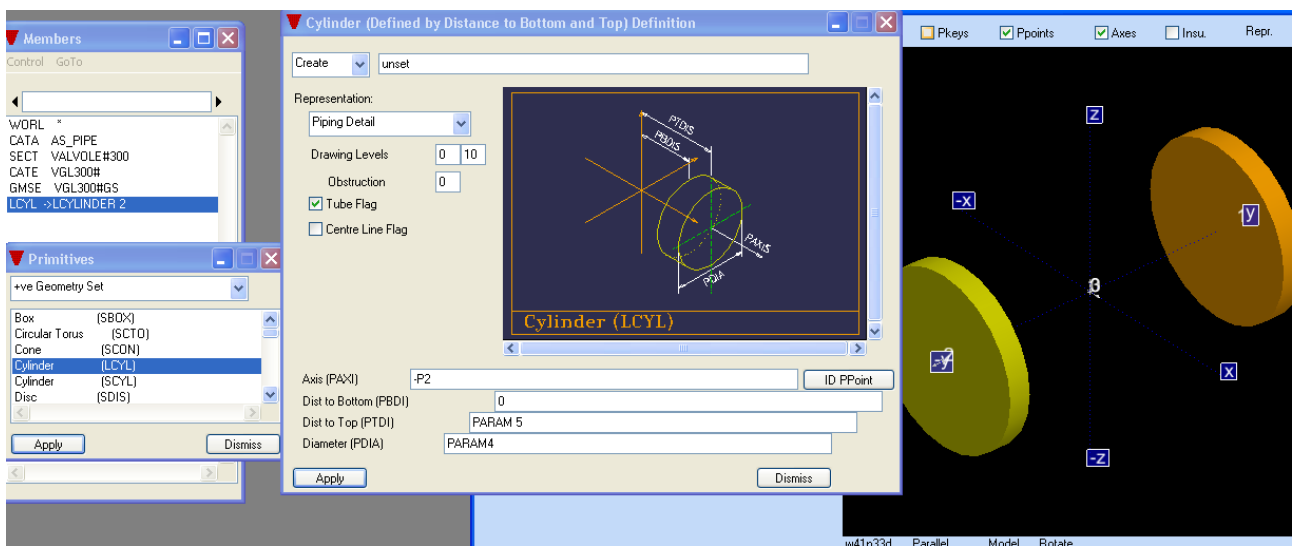 Members
Control GoTo
WORL *
CATA AS_PIPE
SECT VALVOLE#300
CATE VGL300#
GMSE VGL300#GS
LCYL ->LCYLINDER 2
Primitives
+ve Geometry Set
Box (SBOX)
Circular Torus (SCTO)
Cone (SCON)
Cylinder (LCYL)
Cylinder (SCYL)
Disc (SDIS)
Apply Dismiss
Cylinder (Defined by Distance to Bottom and Top) Definition
Create unset
Representation:
Piping Detail
Drawing Levels 0 10
Obstruction 0
Tube Flag
Centre Line Flag
PTDIS
PBDIS
PAXIS
PDIA
Cylinder (LCYL)
Axis (PAXI) -P2 ID PPoint
Dist to Bottom (PBDI) 0
Dist to Top (PTDI) PARAM 5
Diameter (PDIA) PARAM4
Apply Dismiss
Pkeys Ppoints Axes Insu. Repr.
Z
-X
y
-y
X
-Z
w41p33d Parallel Model Rotate